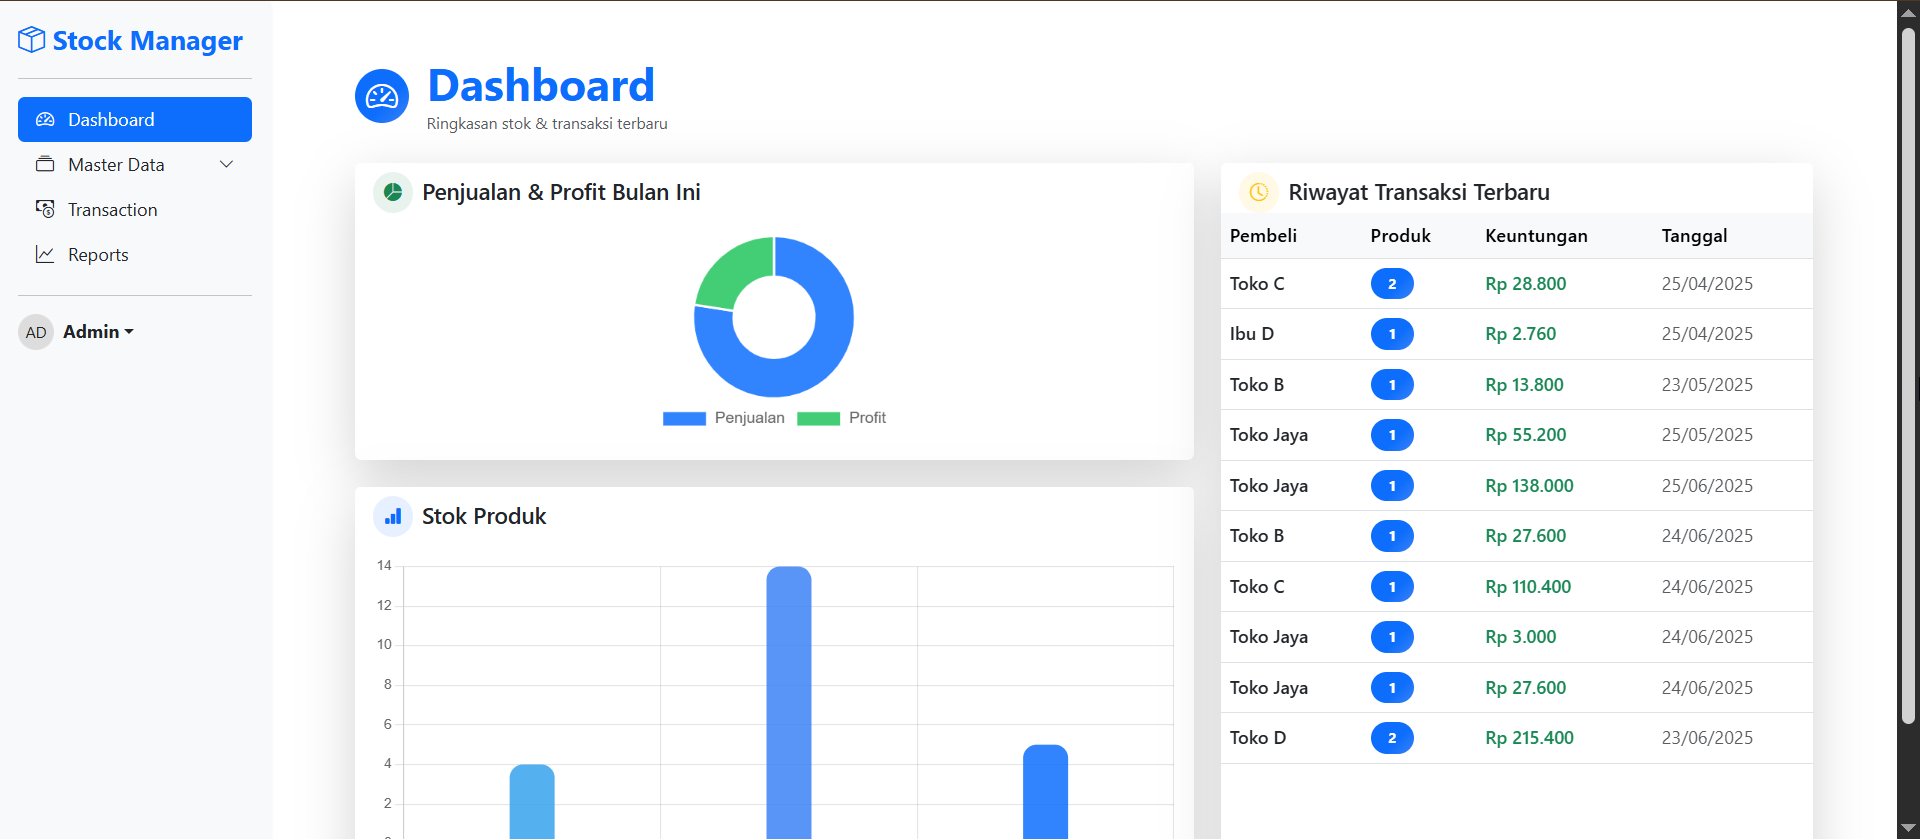 Stock Manager
Dashboard
Master Data
Transaction
Reports
AD Admin
Dashboard
Ringkasan stok & transaksi terbaru
Penjualan & Profit Bulan Ini
Penjualan Profit
Stok Produk
14
12
10
8
6
4
2
Riwayat Transaksi Terbaru
Pembeli Produk Keuntungan Tanggal
Toko C 2 Rp 28.800 25/04/2025
Ibu D 1 Rp 2.760 25/04/2025
Toko B 1 Rp 13.800 23/05/2025
Toko Jaya 1 Rp 55.200 25/05/2025
Toko Jaya 1 Rp 138.000 25/06/2025
Toko B 1 Rp 27.600 24/06/2025
Toko C 1 Rp 110.400 24/06/2025
Toko Jaya 1 Rp 3.000 24/06/2025
Toko Jaya 1 Rp 27.600 24/06/2025
Toko D 2 Rp 215.400 23/06/2025